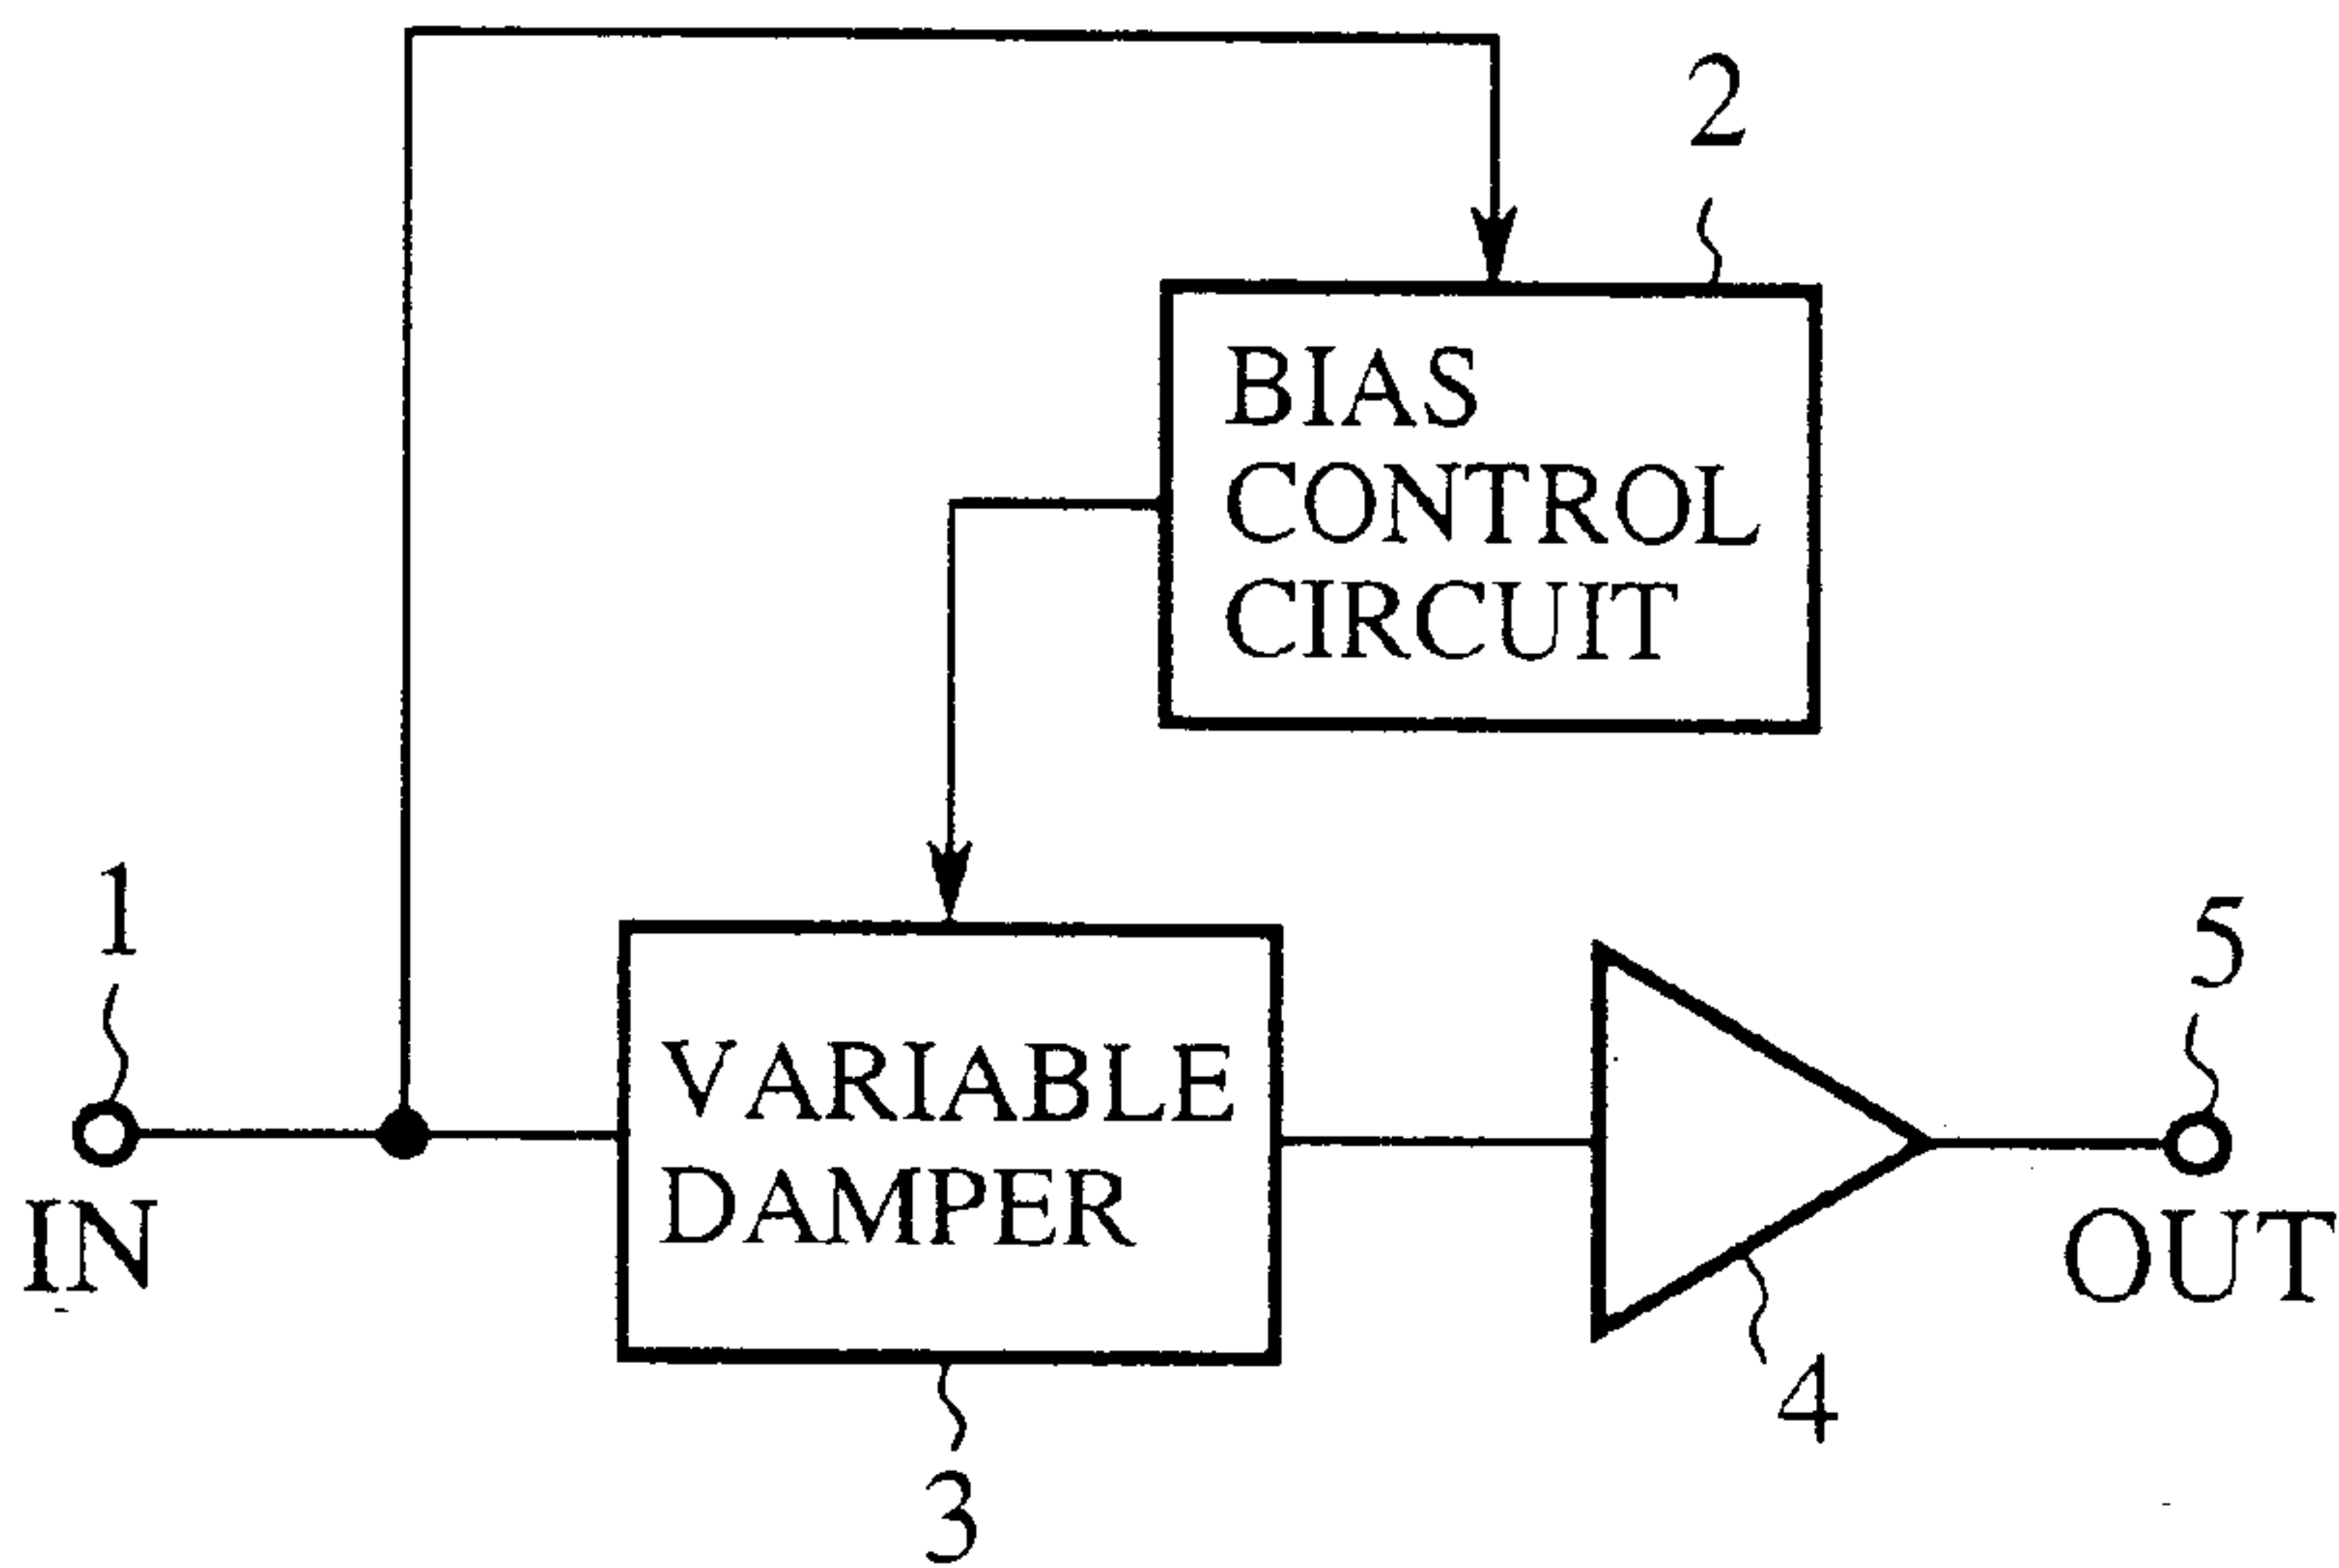 2
BIAS
CONTROL
CIRCUIT
1
5
VARIABLE
DAMPER
IN
OUT
4
3